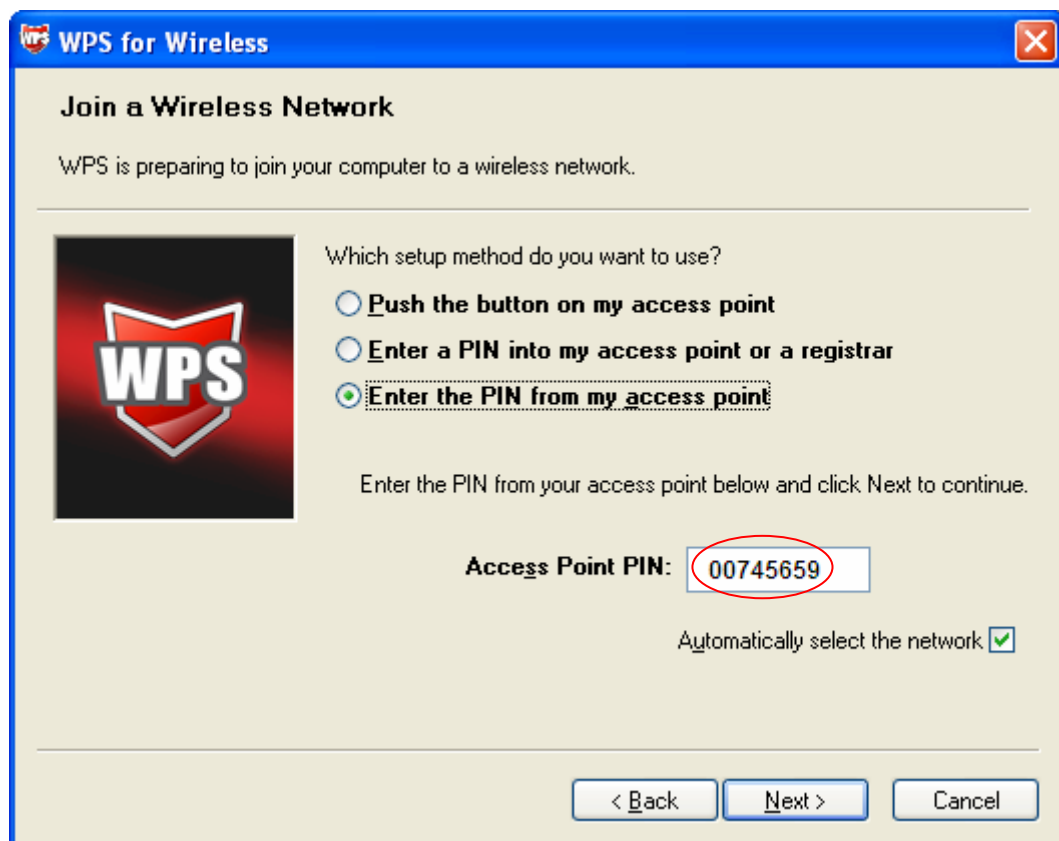 WPS for Wireless
Join a Wireless Network
WPS is preparing to join your computer to a wireless network.
WPS
Which setup method do you want to use?
Push the button on my access point
Enter a PIN into my access point or a registrar
Enter the PIN from my access point
Enter the PIN from your access point below and click Next to continue.
Access Point PIN: 00745659
Automatically select the network
< Back Next > Cancel